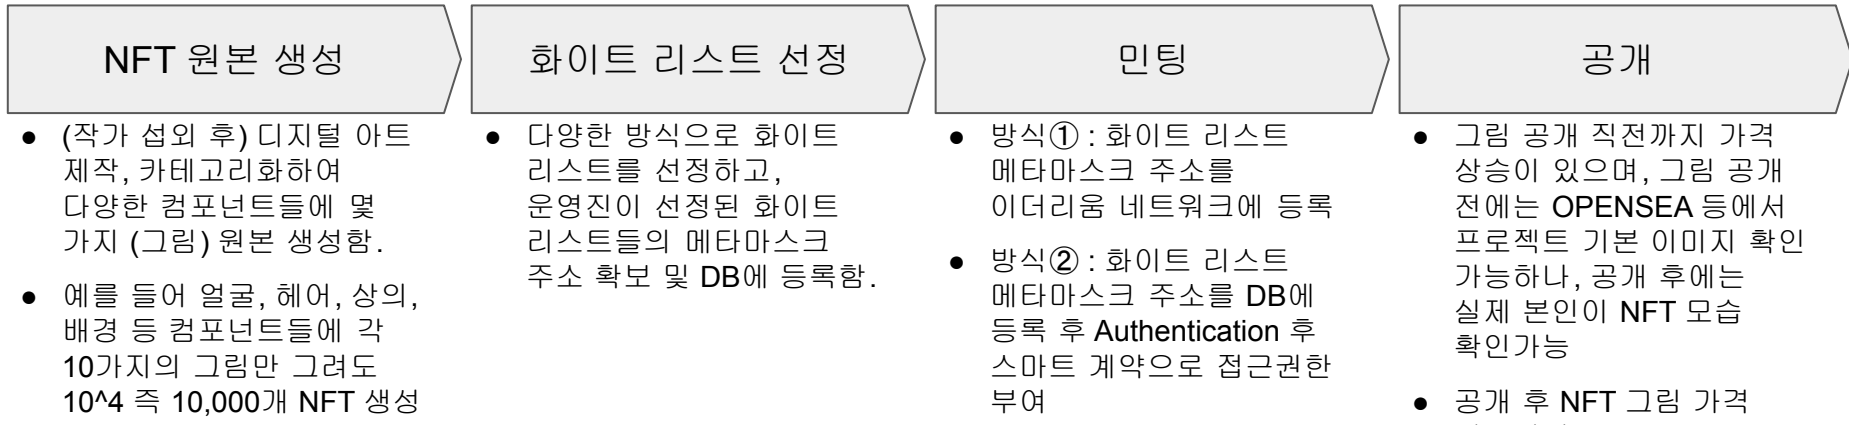 NFT 원본 생성
● (작가 섭외 후) 디지털 아트
제작, 카테고리화하여
다양한 컴포넌트들에 몇
가지 (그림) 원본 생성함.
● 예를 들어 얼굴, 헤어, 상의,
배경 등 컴포넌트들에 각
10가지의 그림만 그려도
10^4 즉 10,000개 NFT 생성
화이트 리스트 선정
● 다양한 방식으로 화이트
리스트를 선정하고,
운영진이 선정된 화이트
리스트들의 메타마스크
주소 확보 및 DB에 등록함.
민팅
● 방식① : 화이트 리스트
메타마스크 주소를
이더리움 네트워크에 등록
● 방식② : 화이트 리스트
메타마스크 주소를 DB에
등록 후 Authentication 후
스마트 계약으로 접근권한
부여
공개
● 그림 공개 직전까지 가격
상승이 있으며, 그림 공개
전에는 OPENSEA 등에서
프로젝트 기본 이미지 확인
가능하나, 공개 후에는
실제 본인이 NFT 모습
확인가능
● 공개 후 NFT 그림 가격